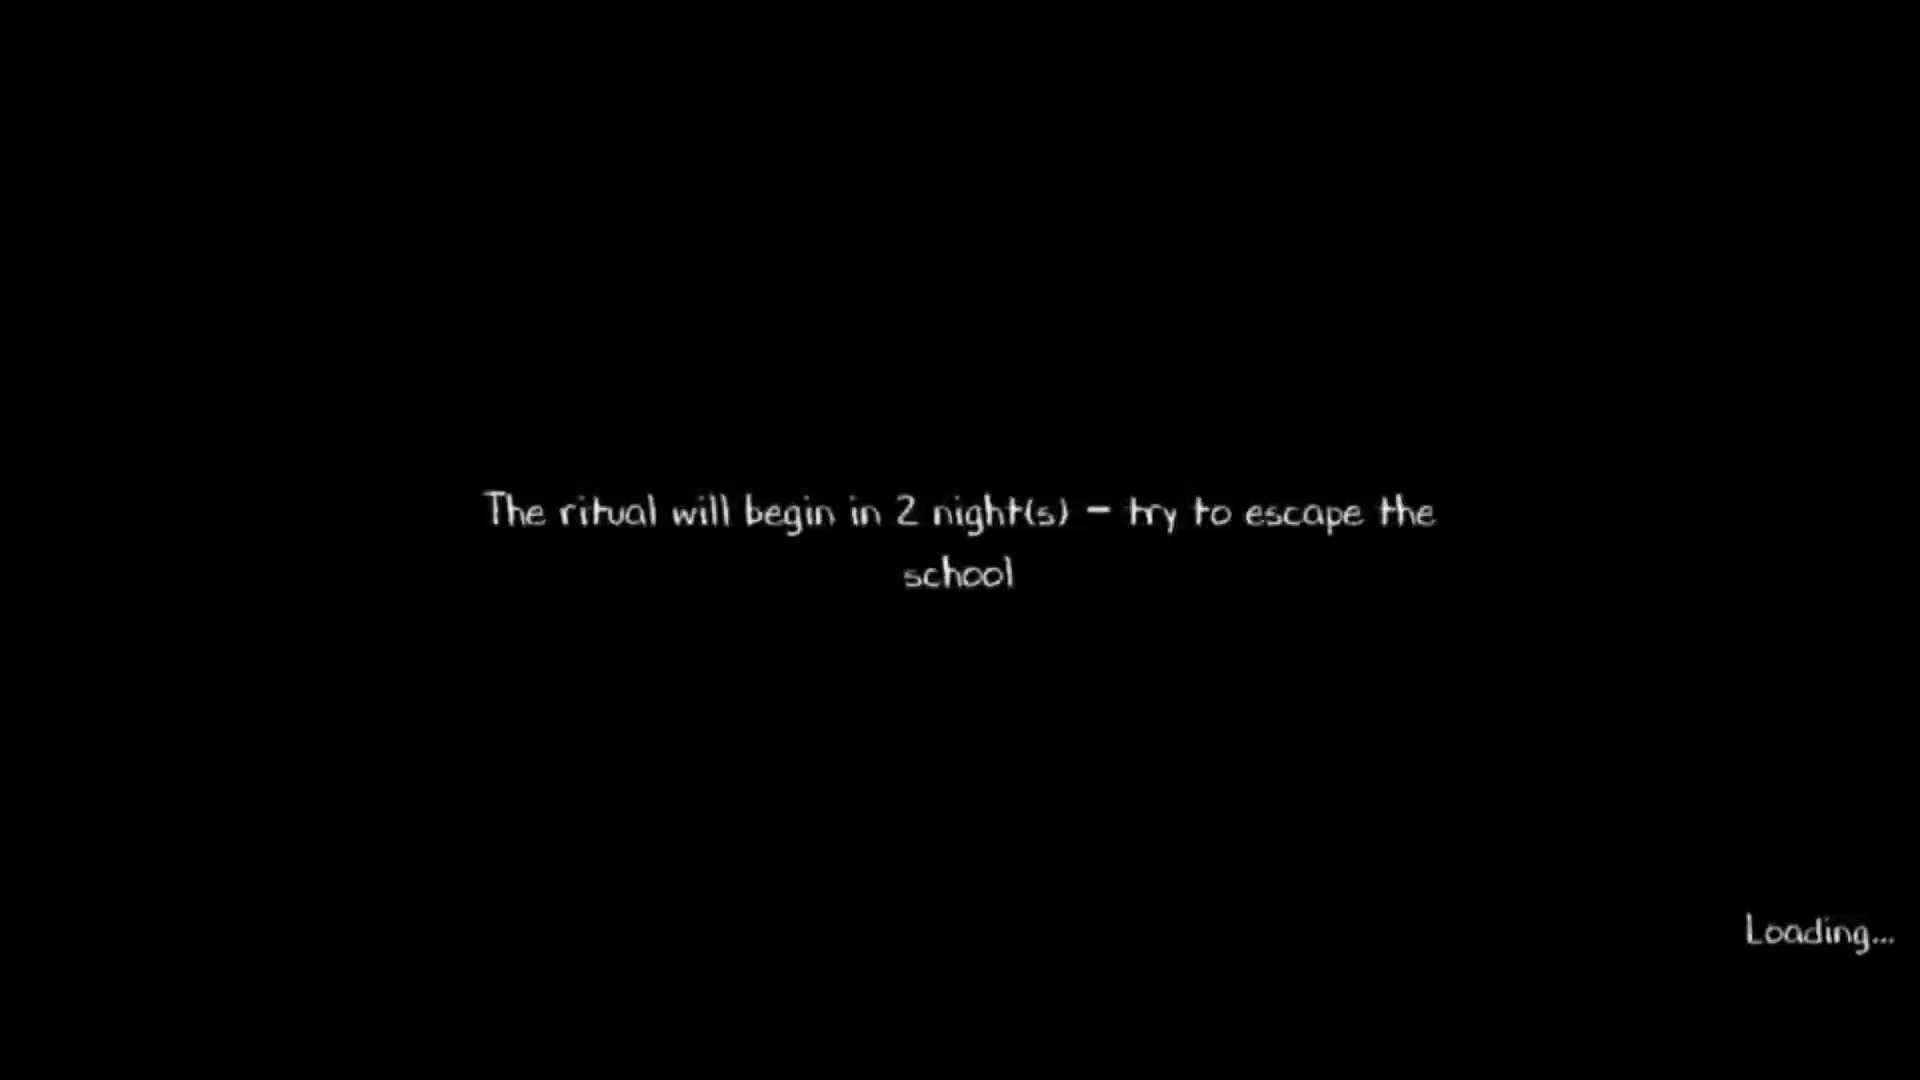 The ritual will begin in 2 night(s) - try to escape the
school
Loading...